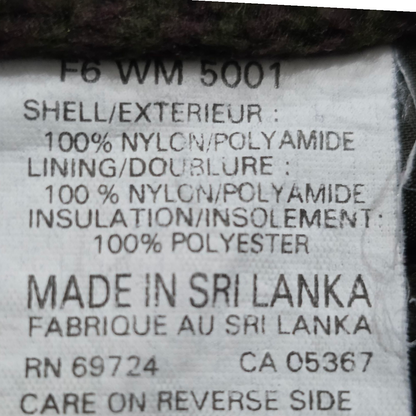 F6 WM 5001
SHELL/EXTERIEUR :
100% NYLON/POLYAMIDE
LINING/DOUBLURE :
100 % NYLON/POLYAMIDE
INSULATION/INSOLEMENT:
100% POLYESTER
MADE IN SRI LANKA
FABRIQUE AU SRI LANKA
RN 69724 CA 05367
CARE ON REVERSE SIDE